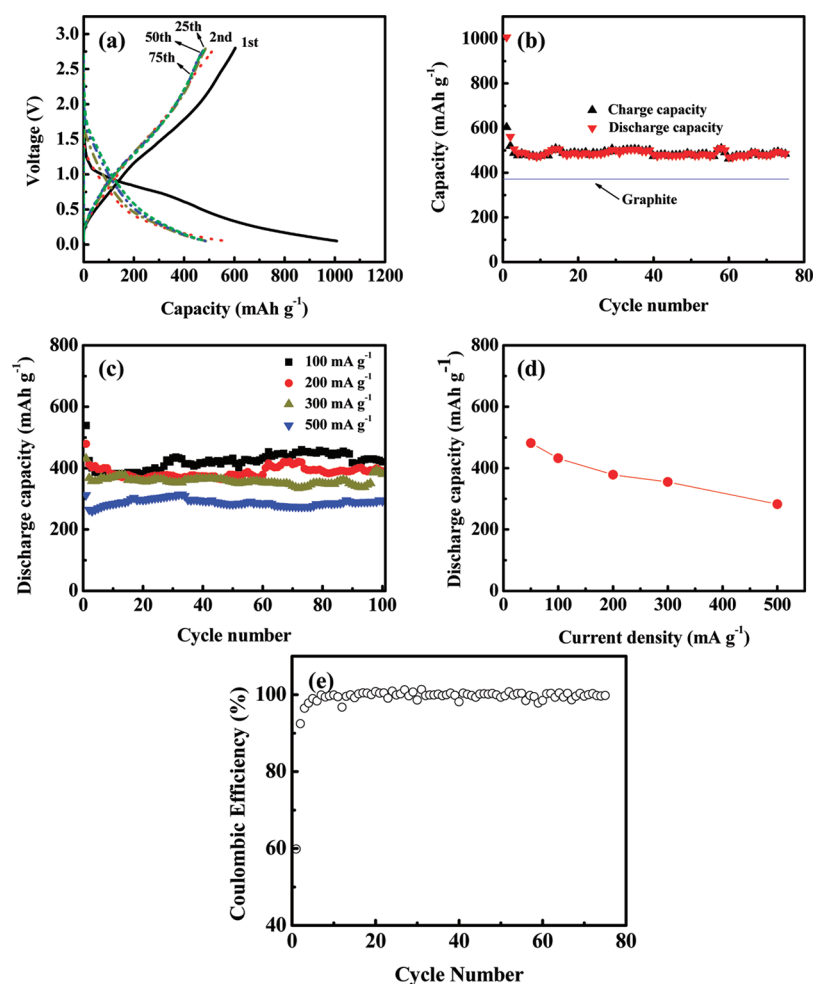 (a)
25th
50th
2nd
1st
75th
3.0
2.5
2.0
1.5
1.0
0.5
0.0
Voltage (V)
0 200 400 600 800 1000 1200
Capacity (mAh g⁻¹)
(b)
1000
800
600
400
200
0
Capacity (mAh g⁻¹)
Charge capacity
Discharge capacity
Graphite
0 20 40 60 80
Cycle number
(c)
800
600
400
200
0
Discharge capacity (mAh g⁻¹)
100 mA g⁻¹
200 mA g⁻¹
300 mA g⁻¹
500 mA g⁻¹
0 20 40 60 80 100
Cycle number
(d)
800
600
400
200
0
Discharge capacity (mAh g⁻¹)
0 100 200 300 400 500
Current density (mA g⁻¹)
(e)
100
80
60
40
Coulombic Efficiency (%)
0 20 40 60 80
Cycle Number